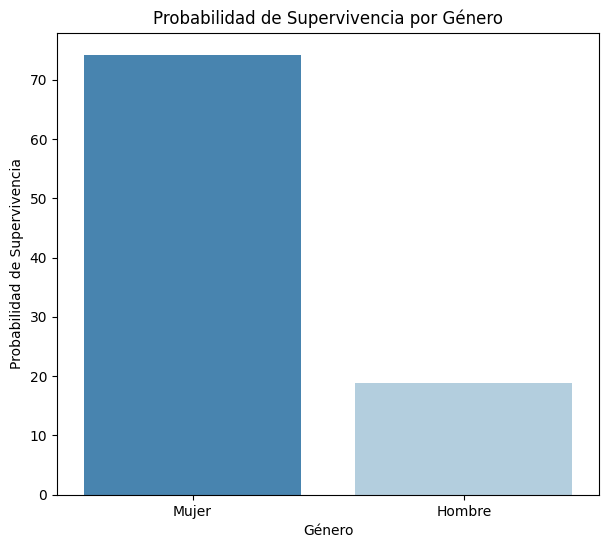 Probabilidad de Supervivencia por Género
Probabilidad de Supervivencia
70
60
50
40
30
20
10
0
Mujer
Hombre
Género